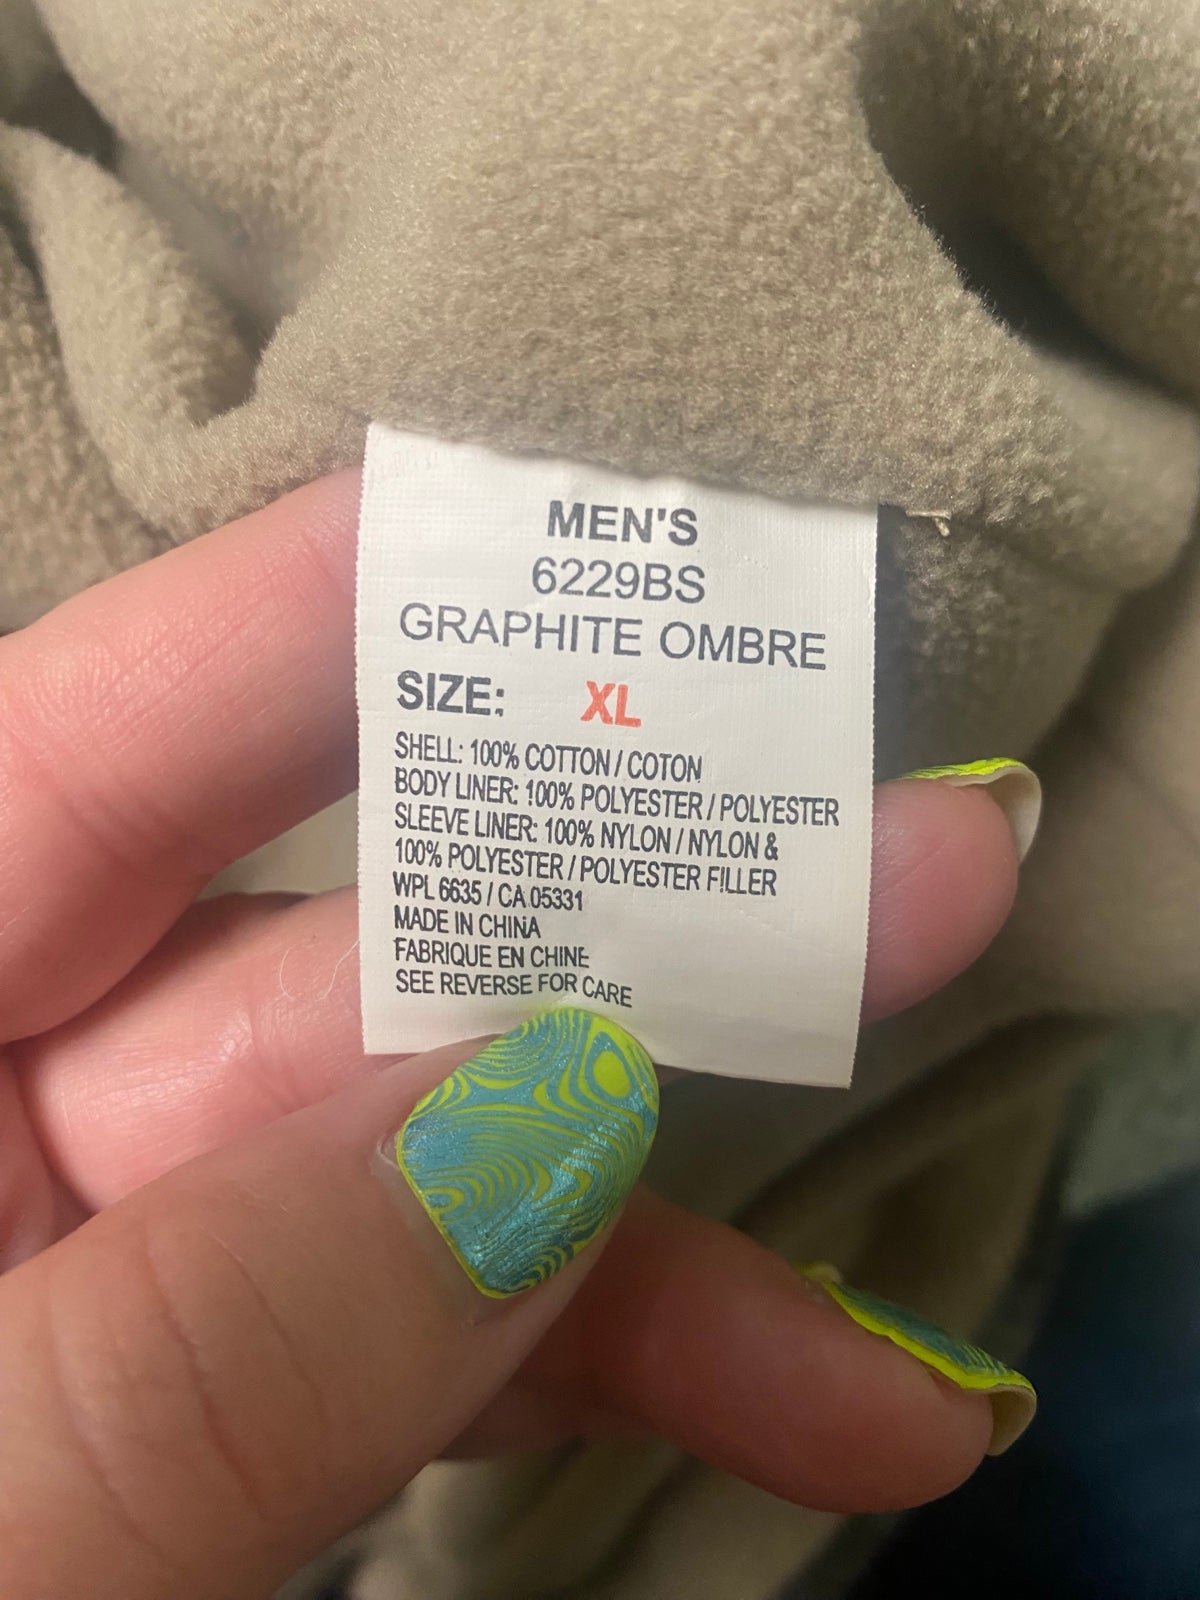 MEN'S
6229BS
GRAPHITE OMBRE
SIZE: XL
SHELL: 100% COTTON / COTON
BODY LINER: 100% POLYESTER / POLYESTER
SLEEVE LINER: 100% NYLON / NYLON &
100% POLYESTER / POLYESTER FILLER
WPL 6635 / CA 05331
MADE IN CHINA
FABRIQUE EN CHINE
SEE REVERSE FOR CARE